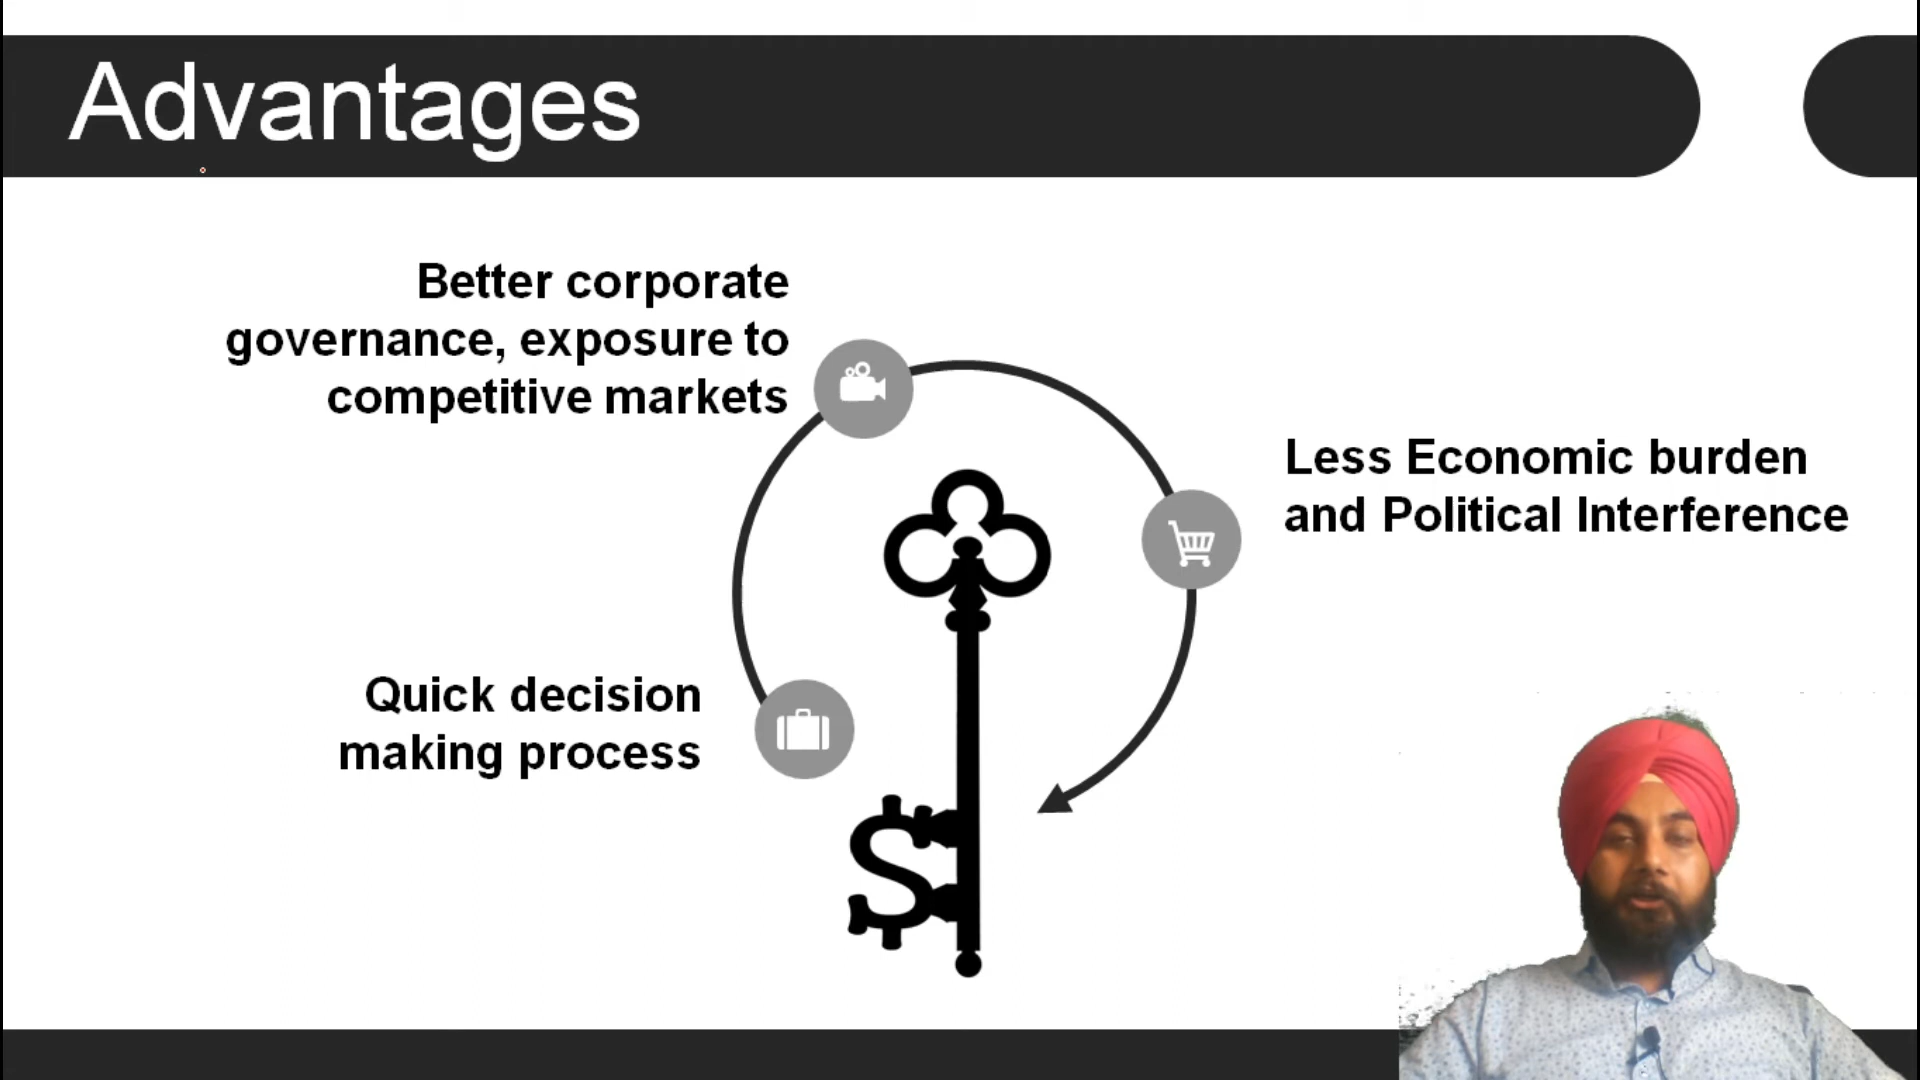 Advantages
Better corporate
governance, exposure to
competitive markets
Less Economic burden
and Political Interference
Quick decision
making process